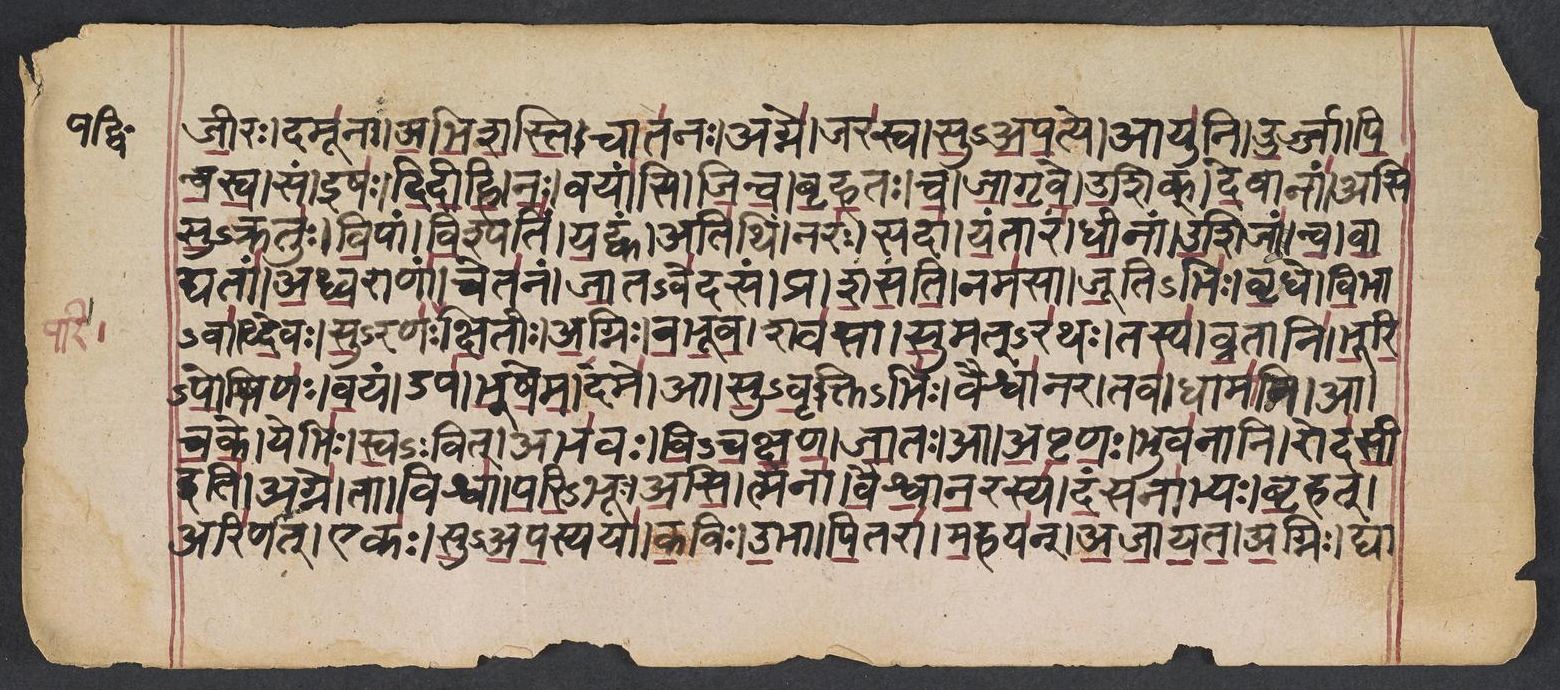 पद्वि
जीरः।दमूनाः।अभिशस्तिऽचातनः।अग्ने।जरस्व।सुऽअपत्ये।आयुनि।उर्जा।पि
न्वस्व।सं।इषः।दिदीहि।नः।वयांसि।जिन्व।बृहतः।च।जागृवे।उशिक्।देवानां।असि
सुऽक्रतुः।विपां।विश्पतिं।यह्वं।अतिथिं।नरः।सदा।यंतारं।धीनां।उशिजां।च।वा
घतां।अध्वराणां।चेतनं।जातऽवेदसं।प्र।शंसंति।नमसा।जूतिऽभिः।वृधे।विभा
ऽवा।देवः।सुऽरणः।क्षितीः।अग्निः।बभूव।शवसा।सुमत्ऽरथः।तस्य।व्रतानि।भूरि
ऽपोषिणः।वयं।उप।भूषेम।दमे।आ।सुऽवृक्तिऽभिः।वैश्वानर।तव।धामानि।आ।
चके।येभिः।स्वऽःवित्।अभवः।विऽचक्षण।जातः।आ।अपृणः।भुवनानि।रोदसी
इति।अग्ने।ता।विश्वा।परिऽभूः।असि।त्मना।वैश्वानरस्य।दंसनाभ्यः।बृहत्।
अरिणात्।एकः।सुऽअपस्यया।कविः।उभा।पितरा।महयन्।अजायत।अग्निः।द्या
पारि।